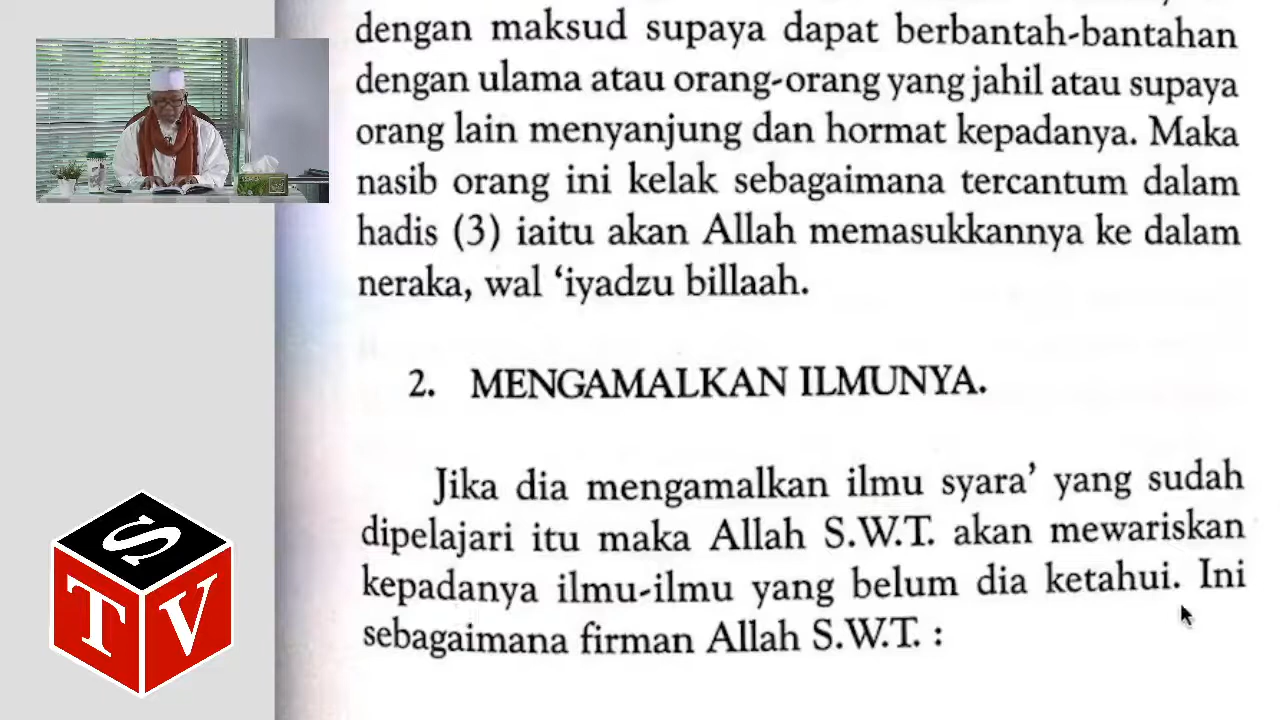 dengan maksud supaya dapat berbantah-bantahan
dengan ulama atau orang-orang yang jahil atau supaya
orang lain menyanjung dan hormat kepadanya. Maka
nasib orang ini kelak sebagaimana tercantum dalam
hadis (3) iaitu akan Allah memasukkannya ke dalam
neraka, wal ‘iyadzu billaah.
2. MENGAMALKAN ILMUNYA.
Jika dia mengamalkan ilmu syara’ yang sudah
dipelajari itu maka Allah S.W.T. akan mewariskan
kepadanya ilmu-ilmu yang belum dia ketahui. Ini
sebagaimana firman Allah S.W.T. :
S
T V